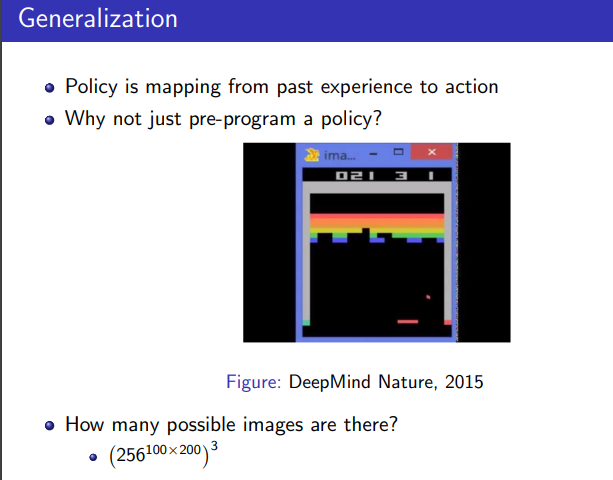 Generalization
Policy is mapping from past experience to action
Why not just pre-program a policy?
ima...
021 3 1
Figure: DeepMind Nature, 2015
How many possible images are there?
(256^{100×200})^3